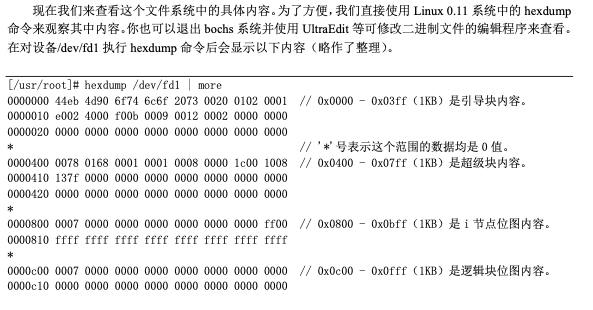 现在我们来查看这个文件系统中的具体内容。为了方便，我们直接使用 Linux 0.11 系统中的 hexdump
命令来观察其中内容。你也可以退出 bochs 系统并使用 UltraEdit 等可修改二进制文件的编辑程序来查看。
在对设备/dev/fd1 执行 hexdump 命令后会显示以下内容（略作了整理）。
[/usr/root]# hexdump /dev/fd1 | more
0000000 44eb 4d90 6f74 6c6f 2073 0020 0102 0001 // 0x0000 - 0x03ff（1KB）是引导块内容。
0000010 e002 4000 f00b 0009 0012 0002 0000 0000
0000020 0000 0000 0000 0000 0000 0000 0000 0000
* // '*'号表示这个范围的数据均是 0 值。
0000400 0078 0168 0001 0001 0008 0000 1c00 1008 // 0x0400 - 0x07ff（1KB）是超级块内容。
0000410 137f 0000 0000 0000 0000 0000 0000 0000
0000420 0000 0000 0000 0000 0000 0000 0000 0000
*
0000800 0007 0000 0000 0000 0000 0000 0000 ff00 // 0x0800 - 0x0bff（1KB）是 i 节点位图内容。
0000810 ffff ffff ffff ffff ffff ffff ffff ffff
*
0000c00 0007 0000 0000 0000 0000 0000 0000 0000 // 0x0c00 - 0x0fff（1KB）是逻辑块位图内容。
0000c10 0000 0000 0000 0000 0000 0000 0000 0000